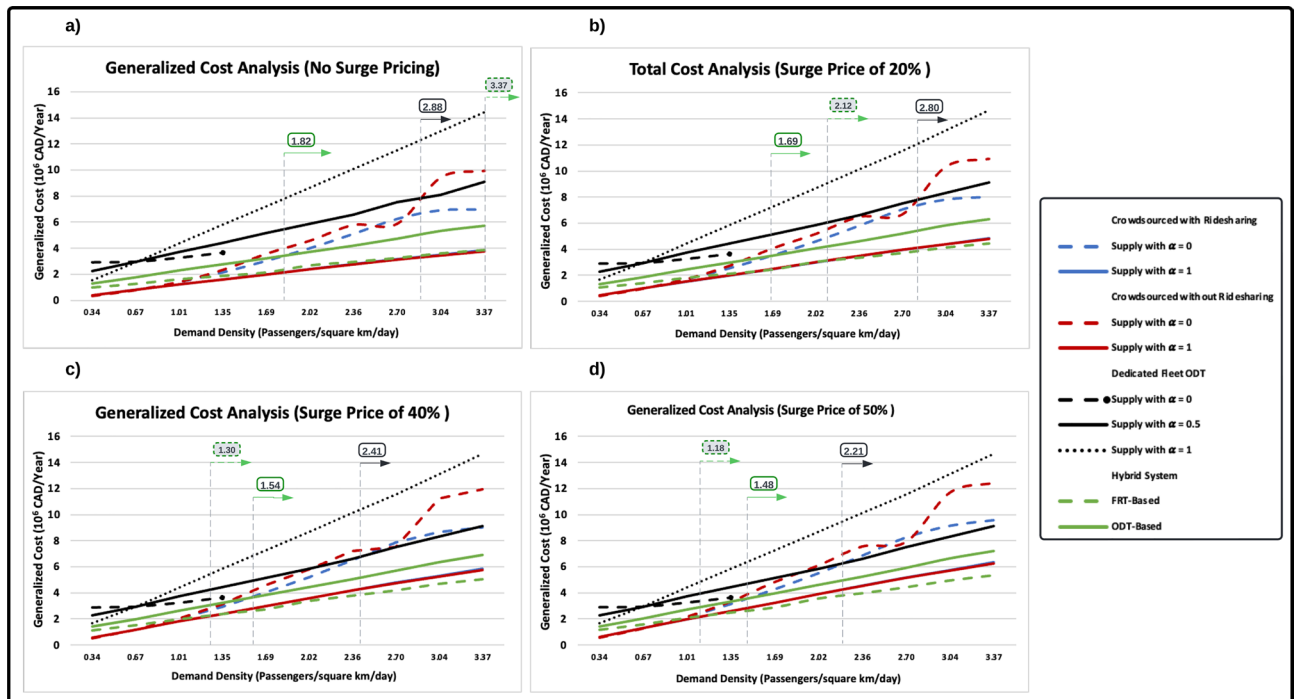 a)
Generalized Cost Analysis (No Surge Pricing)
Generalized Cost (10⁶ CAD/Year)
16
14
12
10
8
6
4
2
0
1.82
2.88
3.37
0.34 0.67 1.01 1.35 1.69 2.02 2.36 2.70 3.04 3.37
Demand Density (Passengers/square km/day)
b)
Total Cost Analysis (Surge Price of 20% )
Generalized Cost (10⁶ CAD/Year)
16
14
12
10
8
6
4
2
0
1.69
2.12
2.80
0.34 0.67 1.01 1.35 1.69 2.02 2.36 2.70 3.04 3.37
Demand Density (Passengers/square km/day)
c)
Generalized Cost Analysis (Surge Price of 40% )
Generalized Cost (10⁶ CAD/Year)
16
14
12
10
8
6
4
2
0
1.30
1.54
2.41
0.34 0.67 1.01 1.35 1.69 2.02 2.36 2.70 3.04 3.37
Demand Density (Passengers/square km/day)
d)
Generalized Cost Analysis (Surge Price of 50% )
Generalized Cost (10⁶ CAD/Year)
16
14
12
10
8
6
4
2
0
1.18
1.48
2.21
0.34 0.67 1.01 1.35 1.69 2.02 2.36 2.70 3.04 3.37
Demand Density (Passengers/square km/day)
Crowdsourced with Ridesharing
Supply with α = 0
Supply with α = 1
Crowdsourced without Ridesharing
Supply with α = 0
Supply with α = 1
Dedicated Fleet ODT
Supply with α = 0
Supply with α = 0.5
Supply with α = 1
Hybrid System
FRT-Based
ODT-Based